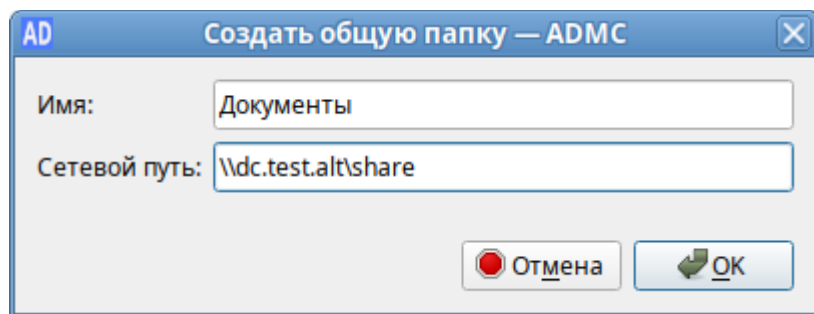 AD Создать общую папку — ADMC
Имя: Документы
Сетевой путь: \\dc.test.alt\share
Отмена OK